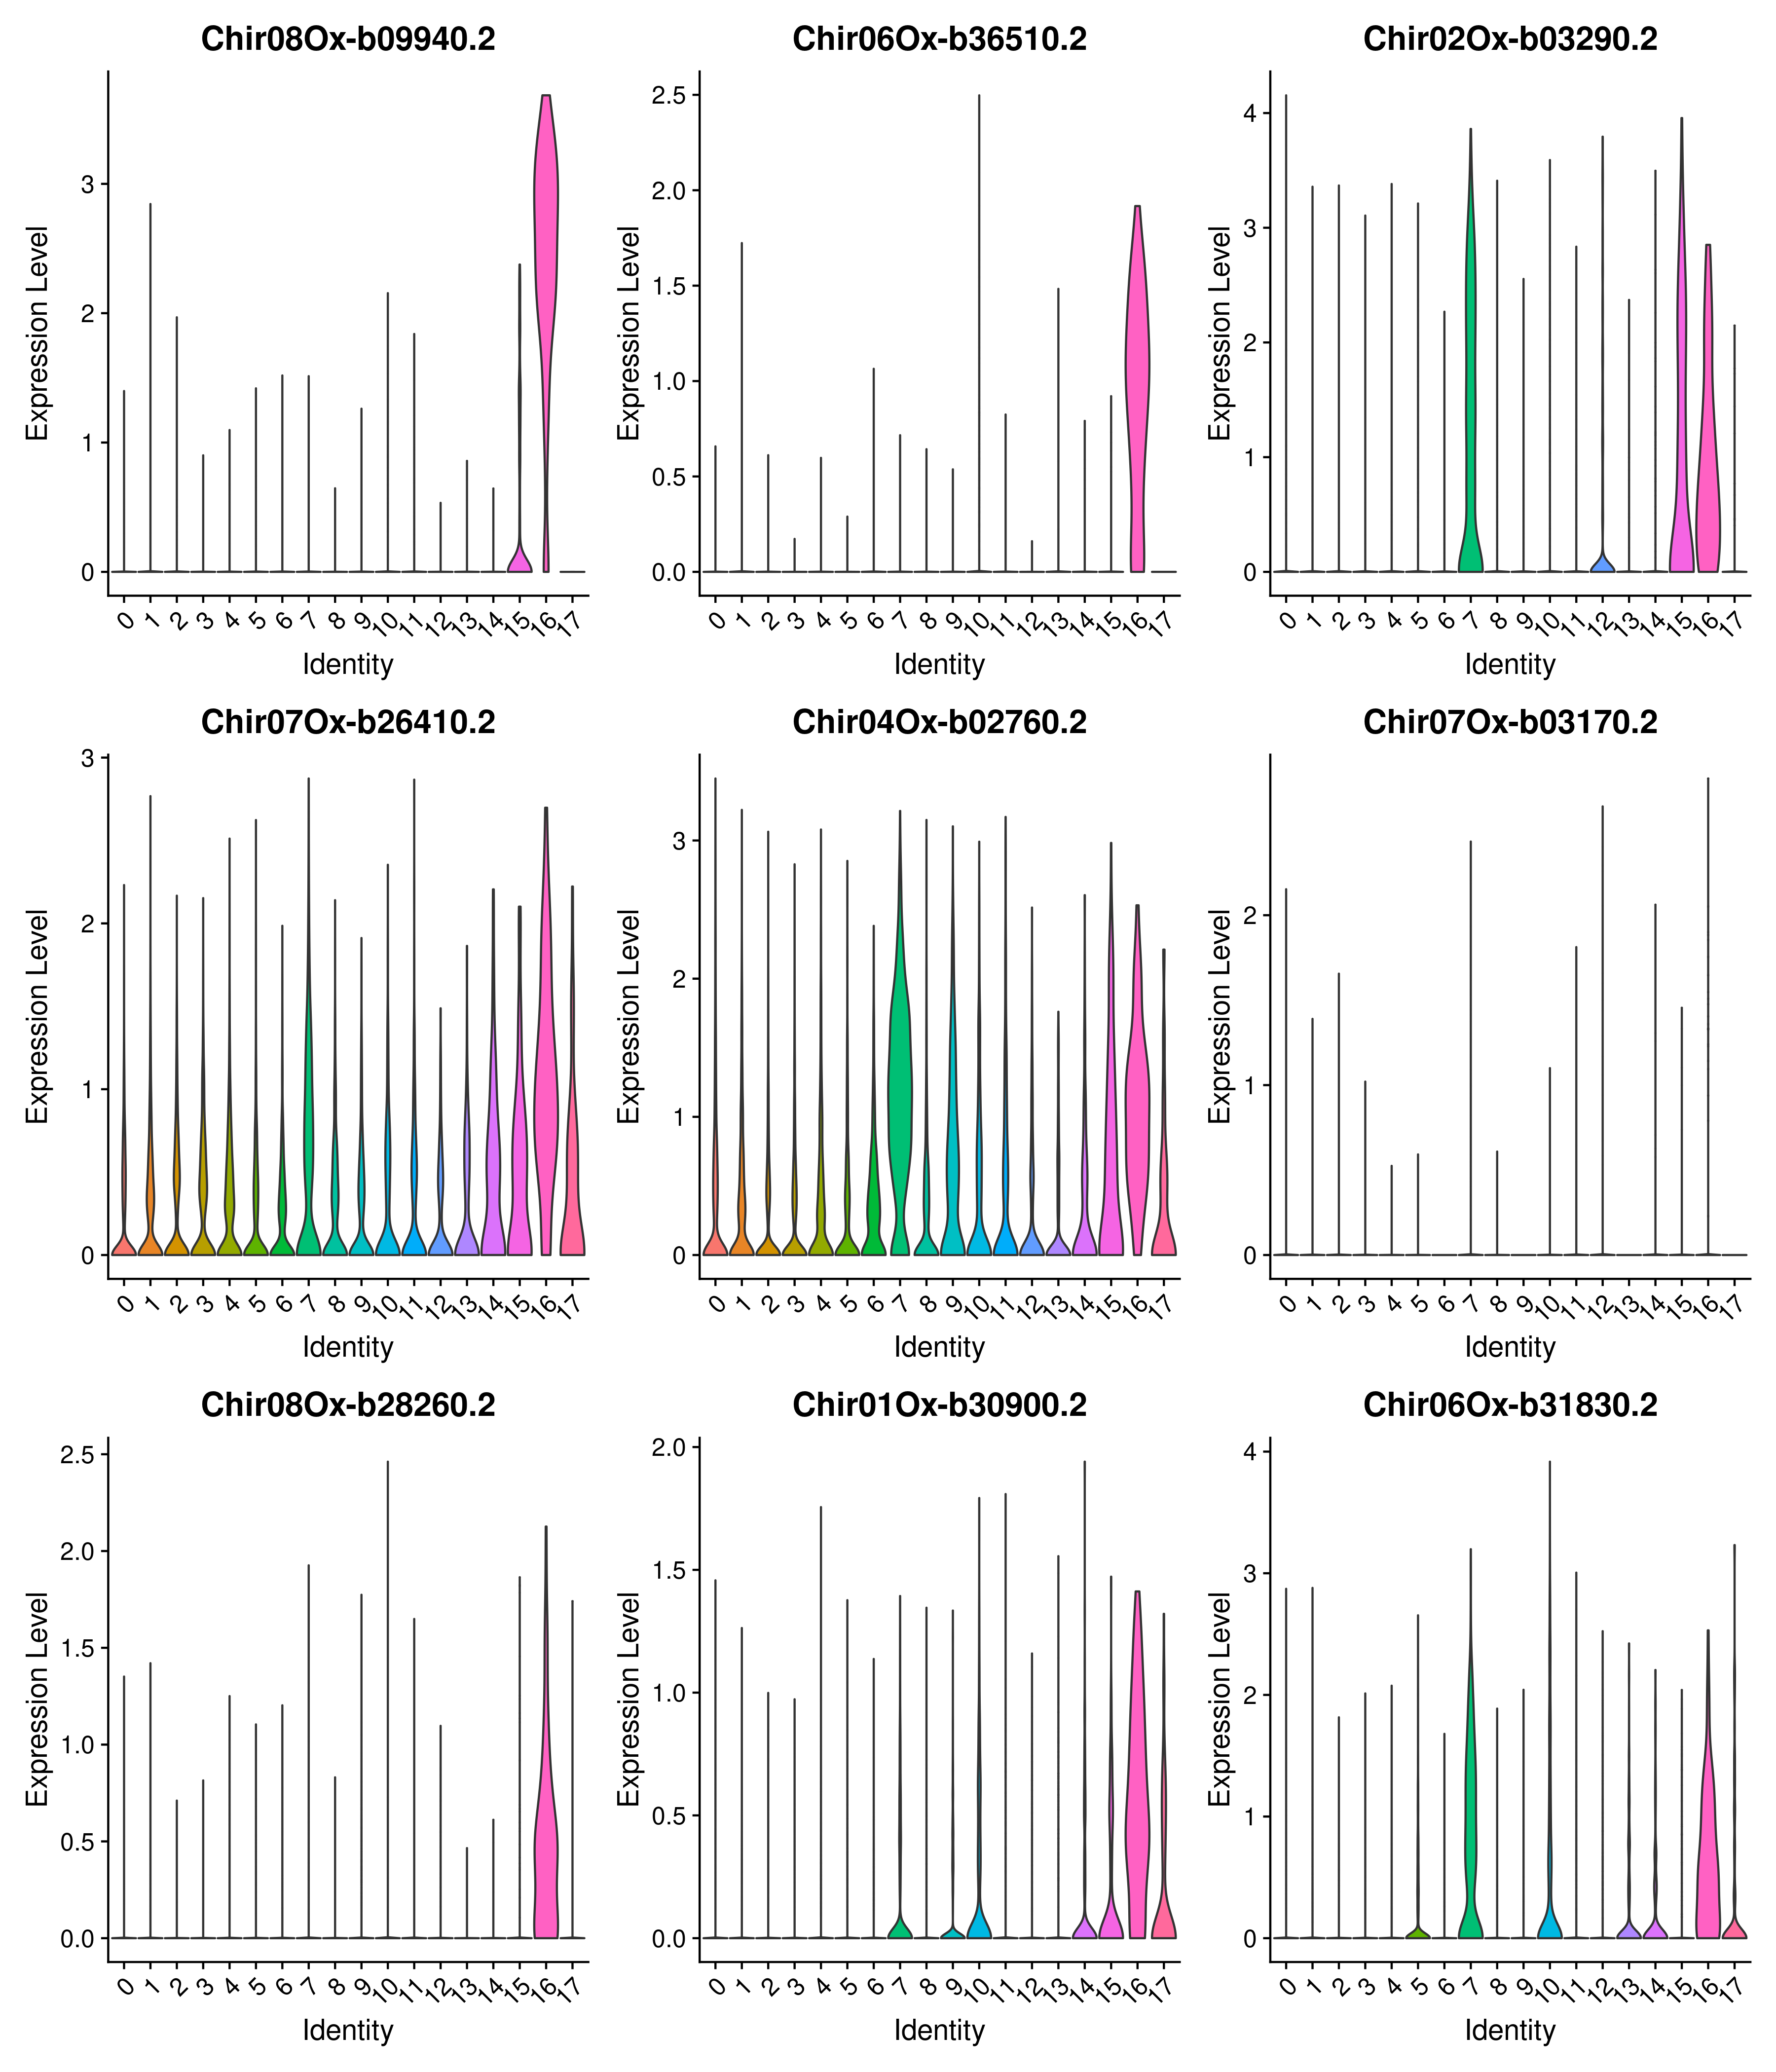 Chir08Ox-b09940.2
Chir06Ox-b36510.2
Chir02Ox-b03290.2
Expression Level
3
2
1
0
0 1 2 3 4 5 6 7 8 9 10 11 12 13 14 15 16 17
Identity
Expression Level
2.5
2.0
1.5
1.0
0.5
0.0
0 1 2 3 4 5 6 7 8 9 10 11 12 13 14 15 16 17
Identity
Expression Level
4
3
2
1
0
0 1 2 3 4 5 6 7 8 9 10 11 12 13 14 15 16 17
Identity
Chir07Ox-b26410.2
Chir04Ox-b02760.2
Chir07Ox-b03170.2
Expression Level
3
2
1
0
0 1 2 3 4 5 6 7 8 9 10 11 12 13 14 15 16 17
Identity
Expression Level
3
2
1
0
0 1 2 3 4 5 6 7 8 9 10 11 12 13 14 15 16 17
Identity
Expression Level
2
1
0
0 1 2 3 4 5 6 7 8 9 10 11 12 13 14 15 16 17
Identity
Chir08Ox-b28260.2
Chir01Ox-b30900.2
Chir06Ox-b31830.2
Expression Level
2.5
2.0
1.5
1.0
0.5
0.0
0 1 2 3 4 5 6 7 8 9 10 11 12 13 14 15 16 17
Identity
Expression Level
2.0
1.5
1.0
0.5
0.0
0 1 2 3 4 5 6 7 8 9 10 11 12 13 14 15 16 17
Identity
Expression Level
4
3
2
1
0
0 1 2 3 4 5 6 7 8 9 10 11 12 13 14 15 16 17
Identity